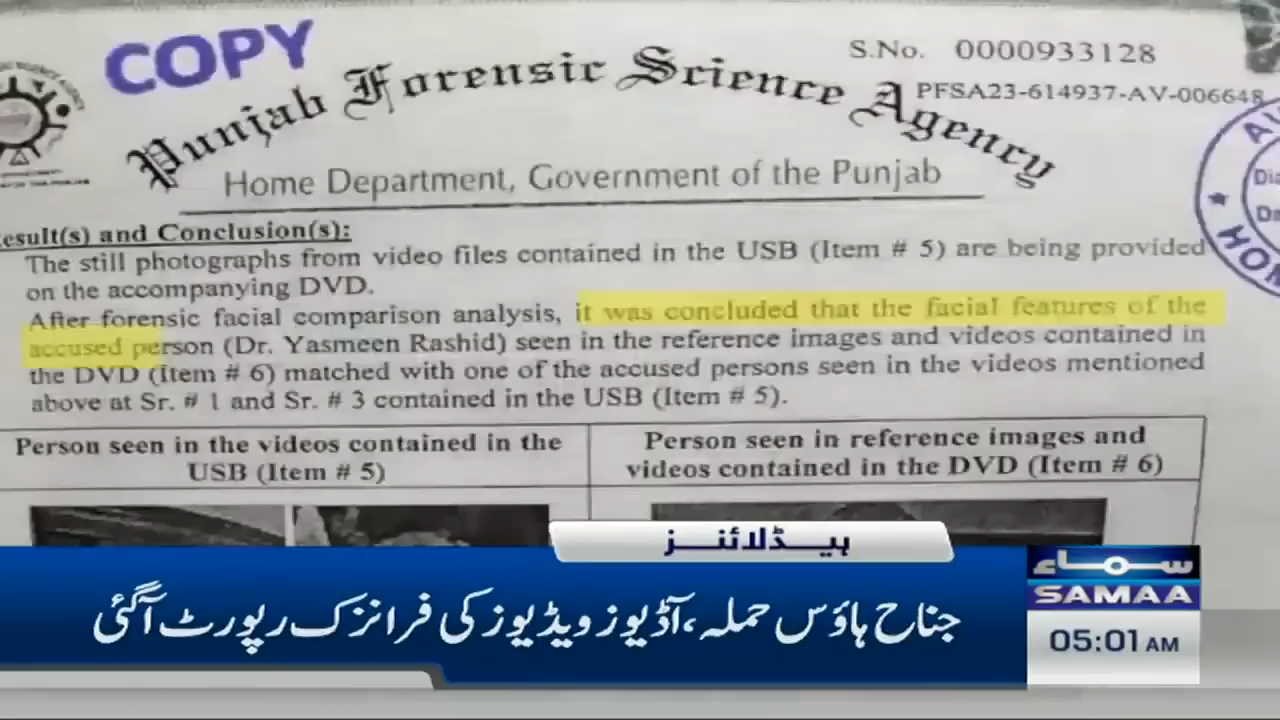 COPY
S.No. 0000933128
Punjab Forensic Science Agency
PFSA23-614937-AV-006648
Home Department, Government of the Punjab
esult(s) and Conclusion(s):
The still photographs from video files contained in the USB (Item # 5) are being provided
on the accompanying DVD.
After forensic facial comparison analysis, it was concluded that the facial features of the
accused person (Dr. Yasmeen Rashid) seen in the reference images and videos contained in
the DVD (Item # 6) matched with one of the accused persons seen in the videos mentioned
above at Sr. # 1 and Sr. # 3 contained in the USB (Item # 5).
Person seen in the videos contained in the
USB (Item # 5)
Person seen in reference images and
videos contained in the DVD (Item # 6)
ہیڈلائنز
جناح ہاؤس حملہ، آڈیوز ویڈیوز کی فرانزک رپورٹ آگئی
سماء
SAMAA
05:01 AM